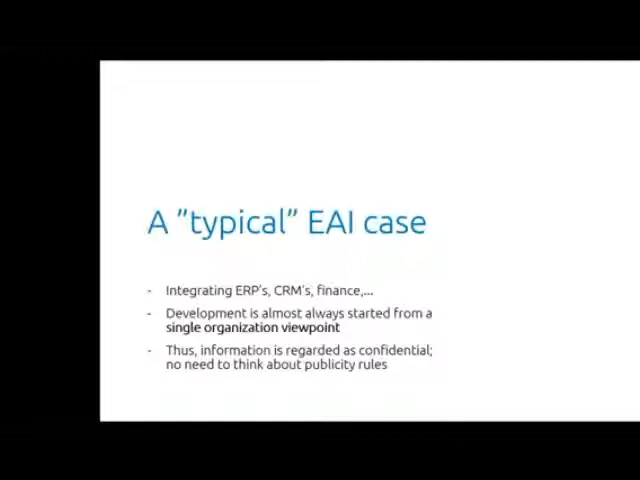 A ”typical” EAI case
- Integrating ERP's, CRM's, finance,...
- Development is almost always started from a
single organization viewpoint
- Thus, information is regarded as confidential;
no need to think about publicity rules